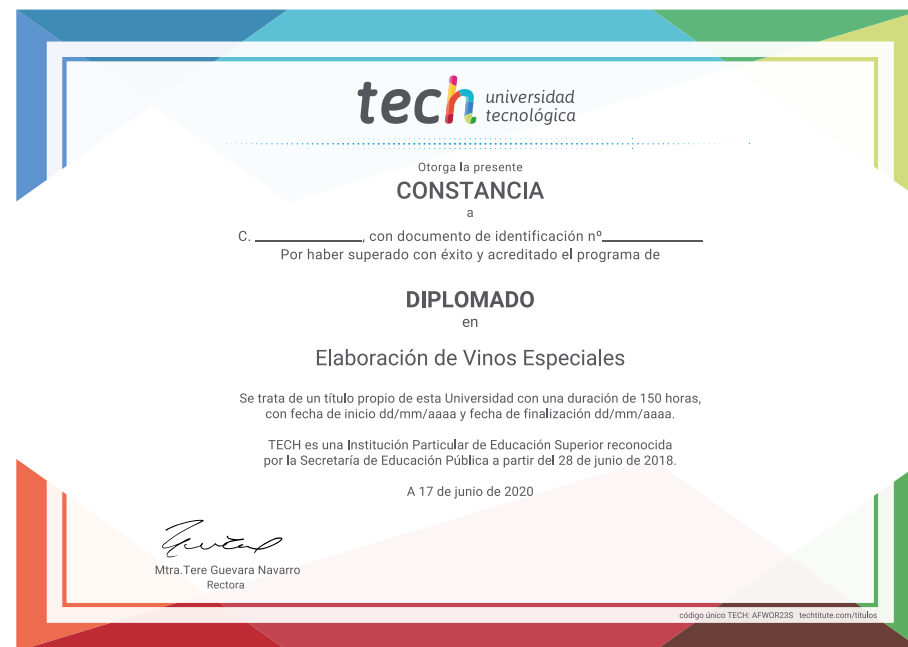 tech universidad
tecnológica
Otorga la presente
CONSTANCIA
a
C. ____________, con documento de identificación nº____________
Por haber superado con éxito y acreditado el programa de
DIPLOMADO
en
Elaboración de Vinos Especiales
Se trata de un título propio de esta Universidad con una duración de 150 horas,
con fecha de inicio dd/mm/aaaa y fecha de finalización dd/mm/aaaa.
TECH es una Institución Particular de Educación Superior reconocida
por la Secretaría de Educación Pública a partir del 28 de junio de 2018.
A 17 de junio de 2020
Mtra.Tere Guevara Navarro
Rectora
código único TECH: AFWOR23S techtitute.com/titulos